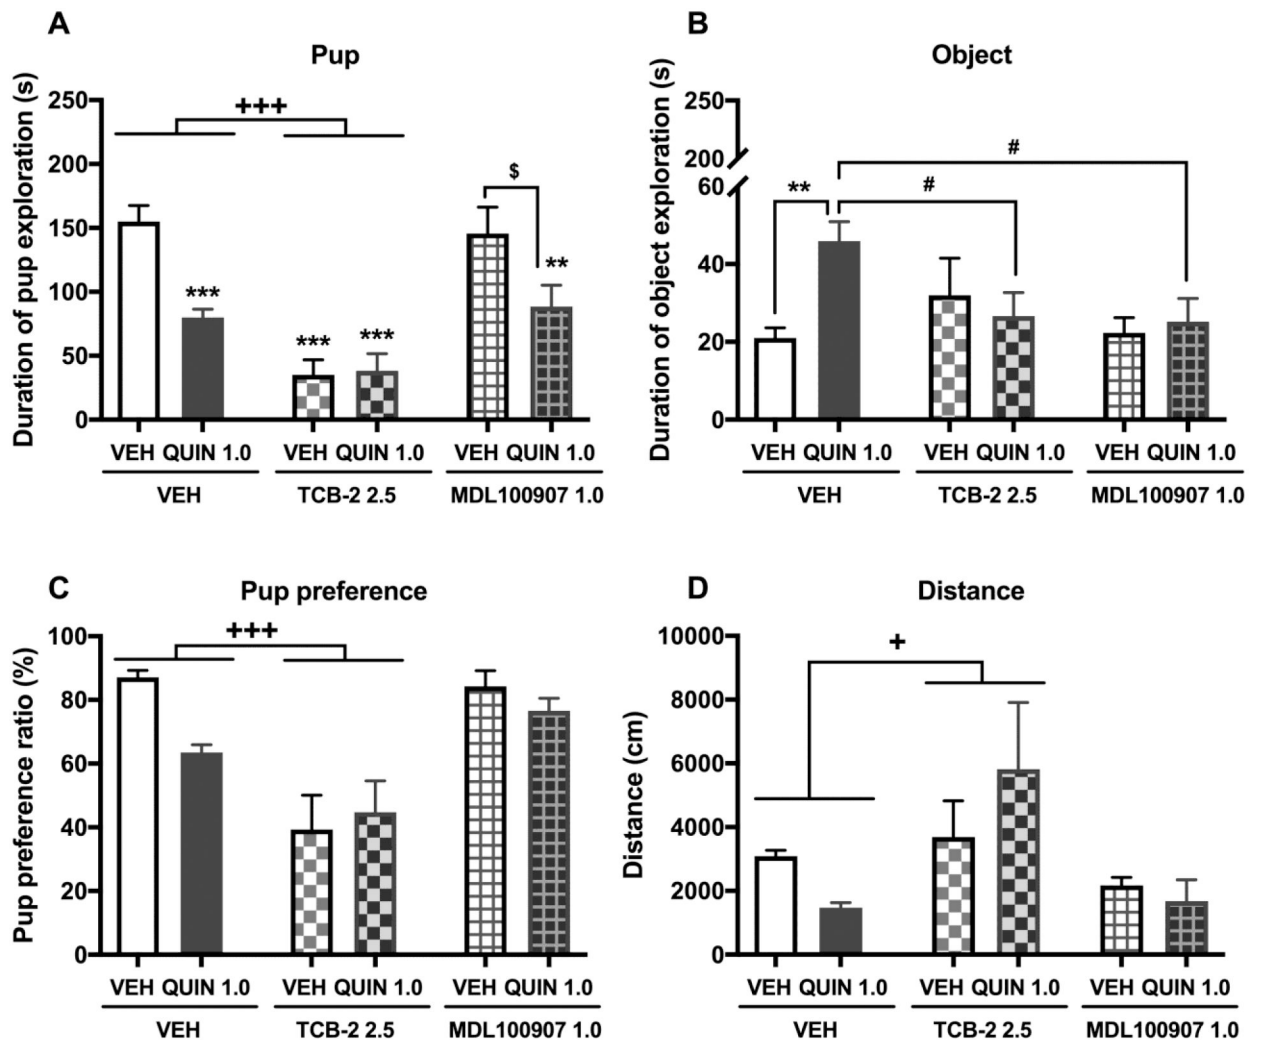 A
Pup
Duration of pup exploration (s)
250
200
150
100
50
0
+++
***
***
***
$
**
VEH QUIN 1.0 VEH QUIN 1.0 VEH QUIN 1.0
VEH TCB-2 2.5 MDL100907 1.0
B
Object
Duration of object exploration (s)
250
200
60
40
20
0
**
#
#
VEH QUIN 1.0 VEH QUIN 1.0 VEH QUIN 1.0
VEH TCB-2 2.5 MDL100907 1.0
C
Pup preference
Pup preference ratio (%)
100
80
60
40
20
0
+++
VEH QUIN 1.0 VEH QUIN 1.0 VEH QUIN 1.0
VEH TCB-2 2.5 MDL100907 1.0
D
Distance
Distance (cm)
10000
8000
6000
4000
2000
0
+
VEH QUIN 1.0 VEH QUIN 1.0 VEH QUIN 1.0
VEH TCB-2 2.5 MDL100907 1.0